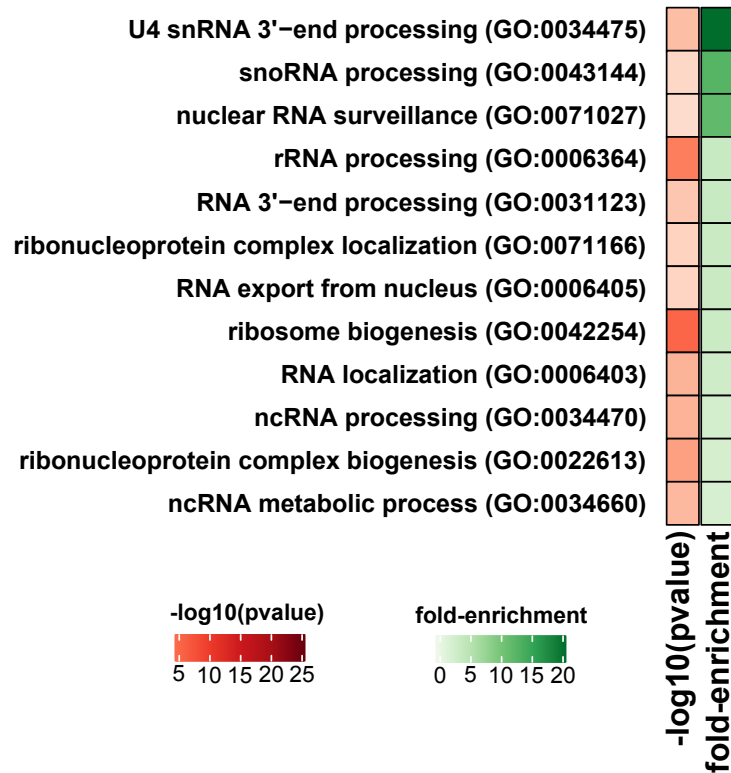 U4 snRNA 3'−end processing (GO:0034475)
snoRNA processing (GO:0043144)
nuclear RNA surveillance (GO:0071027)
rRNA processing (GO:0006364)
RNA 3'−end processing (GO:0031123)
ribonucleoprotein complex localization (GO:0071166)
RNA export from nucleus (GO:0006405)
ribosome biogenesis (GO:0042254)
RNA localization (GO:0006403)
ncRNA processing (GO:0034470)
ribonucleoprotein complex biogenesis (GO:0022613)
ncRNA metabolic process (GO:0034660)
-log10(pvalue)
fold-enrichment
-log10(pvalue)
5 10 15 20 25
fold-enrichment
0 5 10 15 20